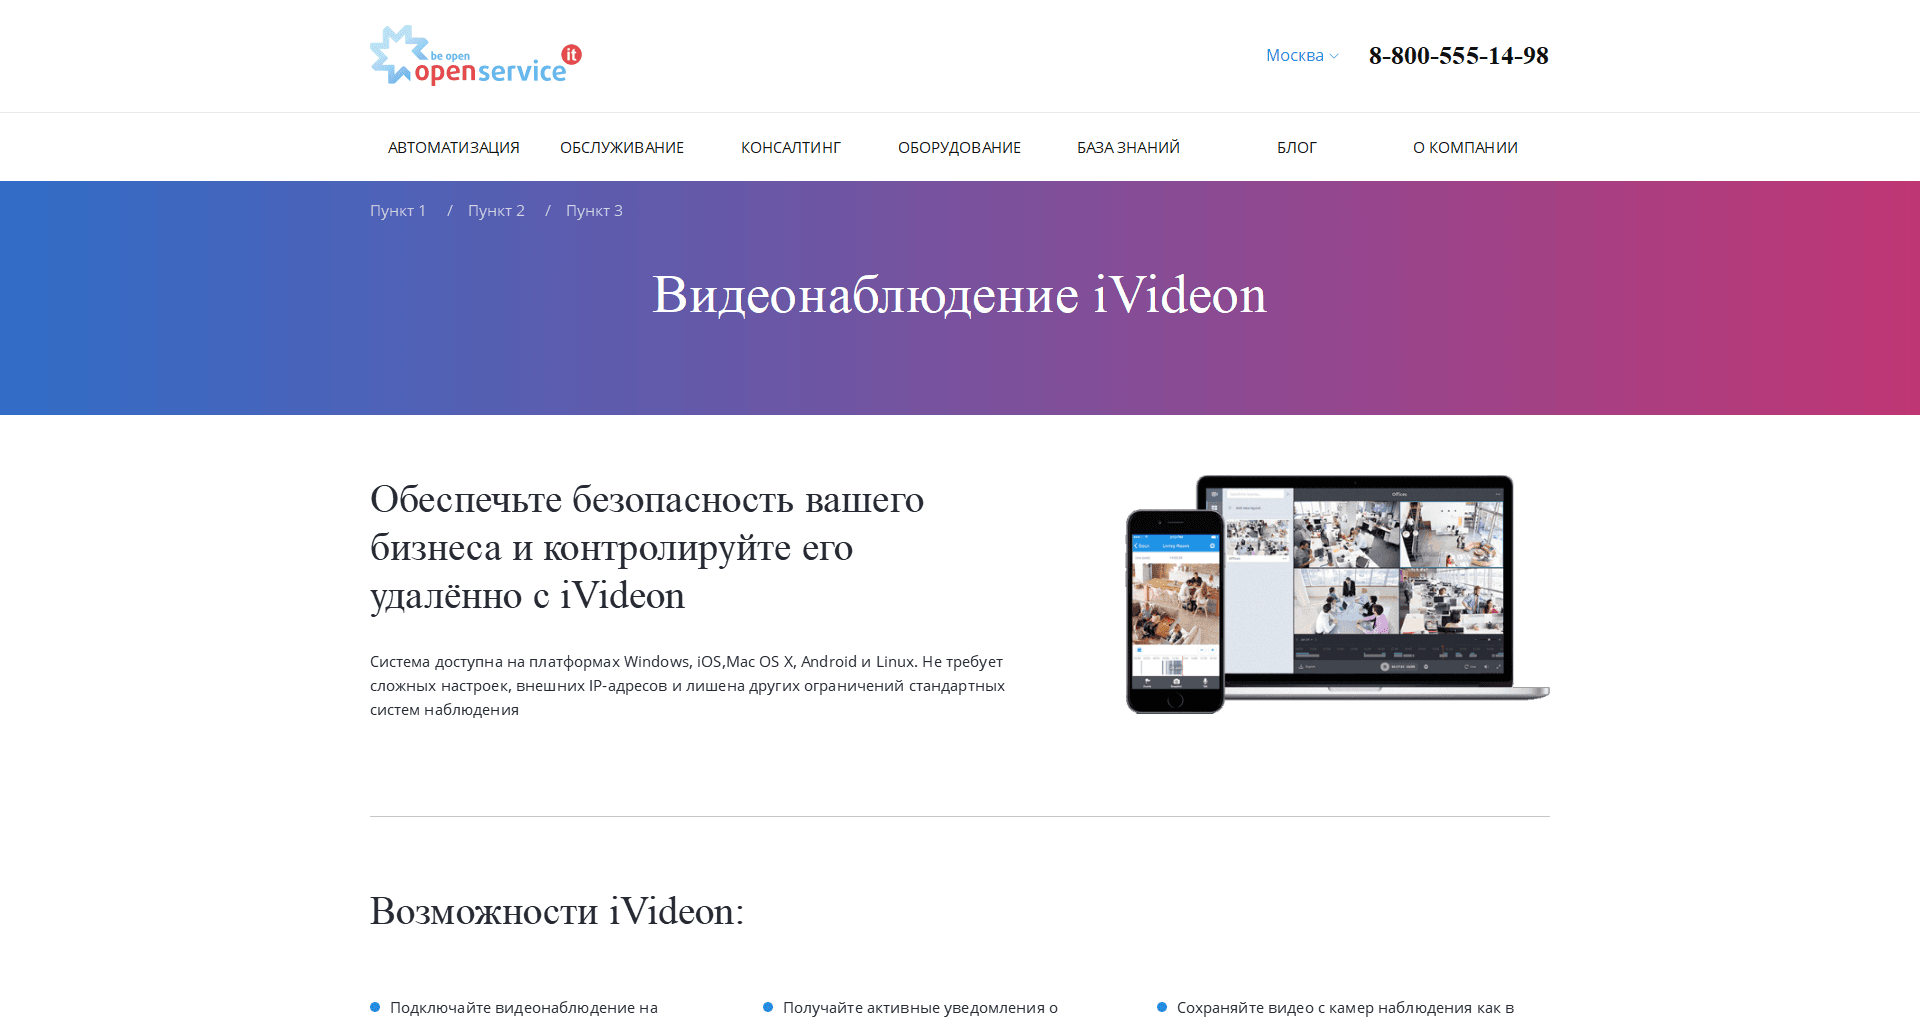 be open
openservice it
Москва
8-800-555-14-98
АВТОМАТИЗАЦИЯ
ОБСЛУЖИВАНИЕ
КОНСАЛТИНГ
ОБОРУДОВАНИЕ
БАЗА ЗНАНИЙ
БЛОГ
О КОМПАНИИ
Пункт 1 / Пункт 2 / Пункт 3
Видеонаблюдение iVideon
Обеспечьте безопасность вашего
бизнеса и контролируйте его
удалённо с iVideon
Offices
Living Room
Система доступна на платформах Windows, iOS,Mac OS X, Android и Linux. Не требует
сложных настроек, внешних IP-адресов и лишена других ограничений стандартных
систем наблюдения
Возможности iVideon:
Подключайте видеонаблюдение на
Получайте активные уведомления о
Сохраняйте видео с камер наблюдения как в